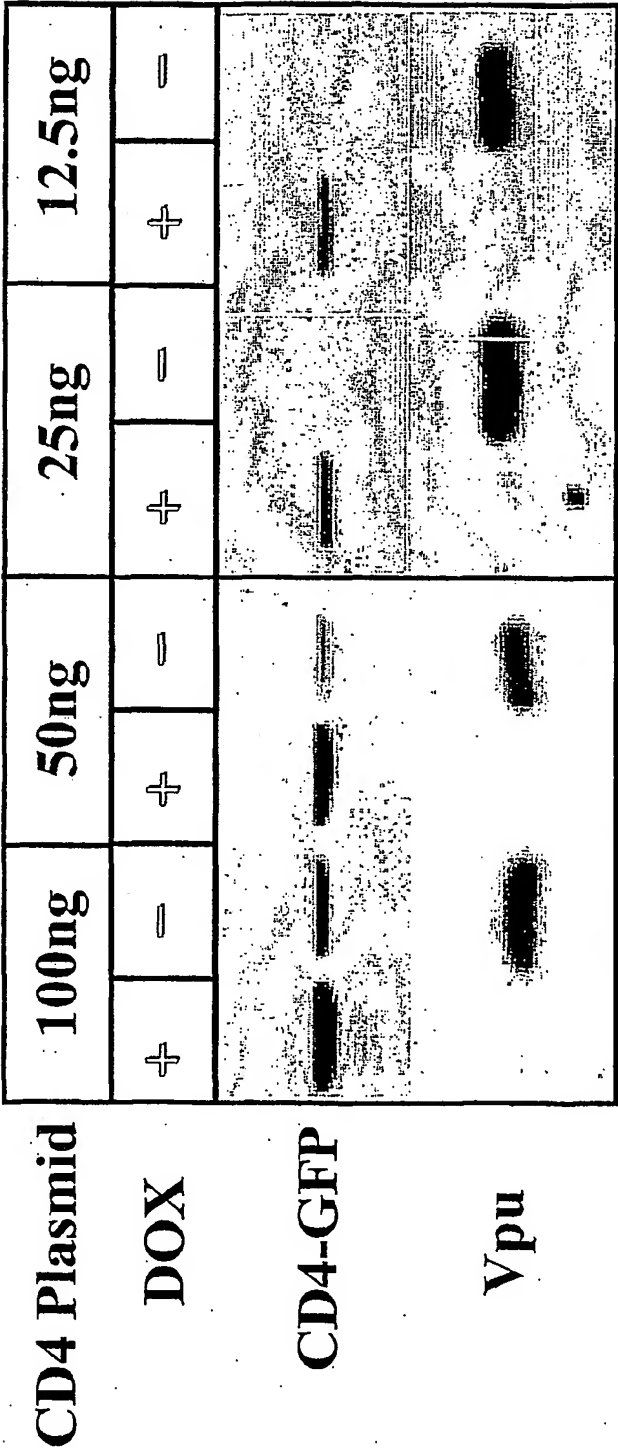 CD4 Plasmid 100ng 50ng 25ng 12.5ng
DOX + − + − + − + −
CD4-GFP
Vpu